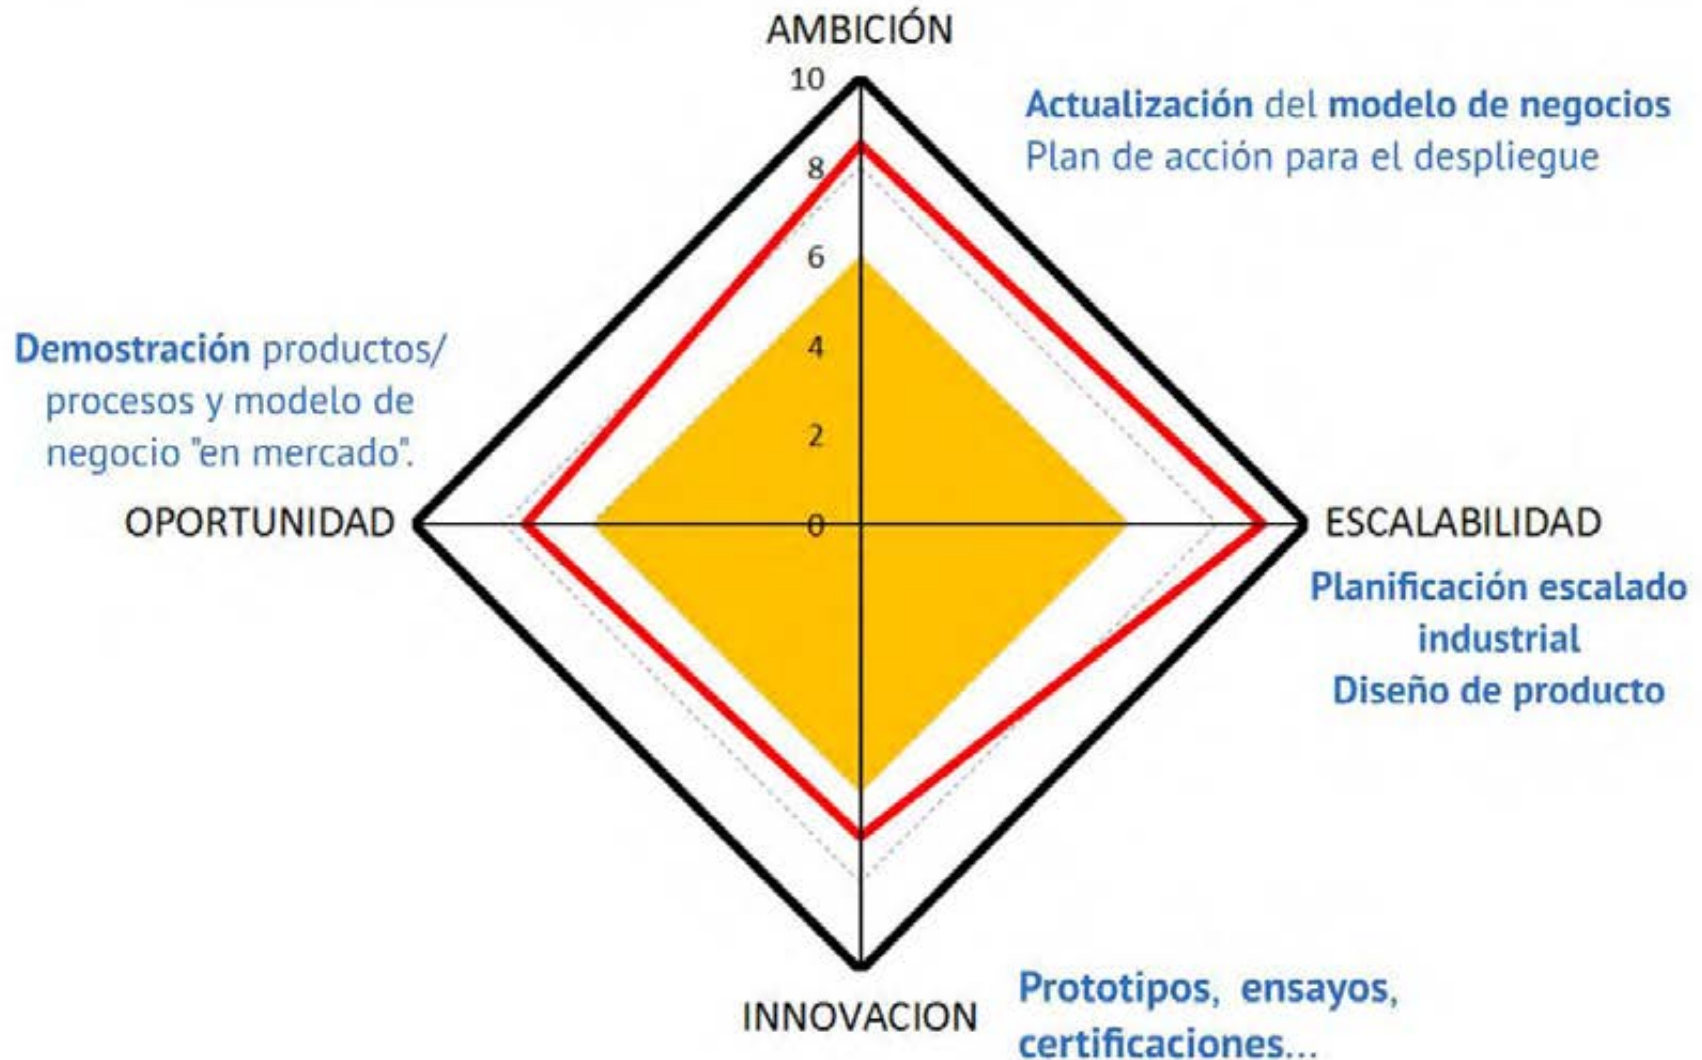 AMBICIÓN
10
Actualización del modelo de negocios
8
Plan de acción para el despliegue
6
4
Demostración productos/
procesos y modelo de
2
negocio "en mercado".
OPORTUNIDAD
0
ESCALABILIDAD
Planificación escalado
industrial
Diseño de producto
INNOVACION
Prototipos, ensayos,
certificaciones...